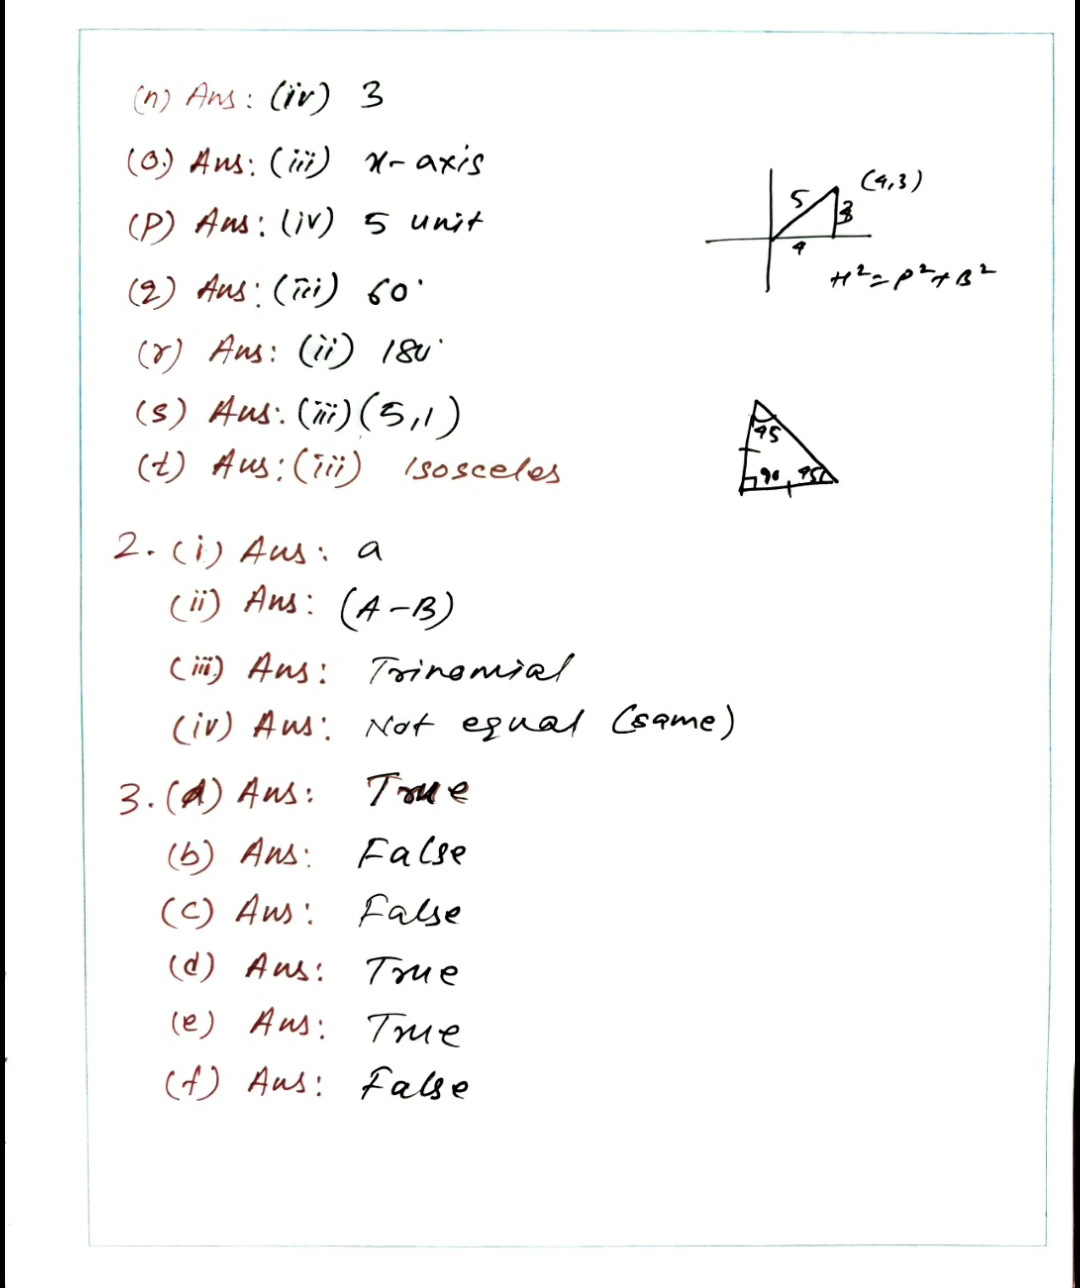 (n) Ans: (iv) 3
(o) Ans: (iii) x-axis
(P) Ans: (iv) 5 unit
5 (4,3)
3
4
H² = P² + B²
(q) Ans: (iii) 60°
(r) Ans: (ii) 180°
(s) Ans: (iii) (5,1)
(t) Ans: (iii) Isosceles
45
90 45
2. (i) Ans: a
(ii) Ans: (A-B)
(iii) Ans: Trinomial
(iv) Ans: Not equal (same)
3. (a) Ans: True
(b) Ans: False
(c) Ans: False
(d) Ans: True
(e) Ans: True
(f) Ans: False